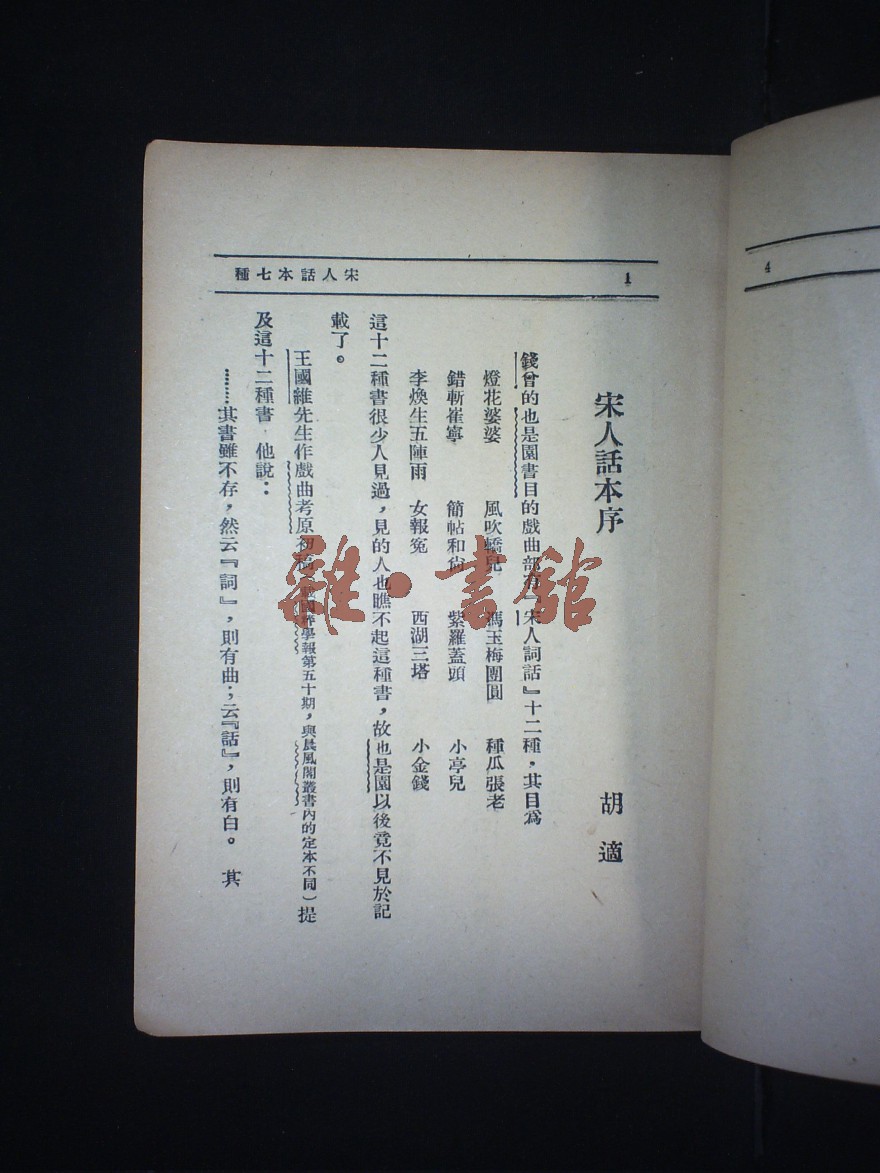 宋人話本七種
1
4
宋人話本序
胡適
錢曾的也是園書目的戲曲部有『宋人詞話』十二種，其目爲
燈花婆婆 風吹轎兒 馮玉梅團圓 種瓜張老
錯斬崔寧 簡帖和尙 紫羅蓋頭 小亭兒
李煥生五陣雨 女報冤 西湖三塔 小金錢
這十二種書很少人見過，見的人也瞧不起這種書，故也是園以後竟不見於記
載了。
王國維先生作戲曲考原初稿（載國粹學報第五十期，與晨風閣叢書內的定本不同）提
及這十二種書，他說：
………其書雖不存，然云『詞』，則有曲；云『話』，則有白。其
雜·書館